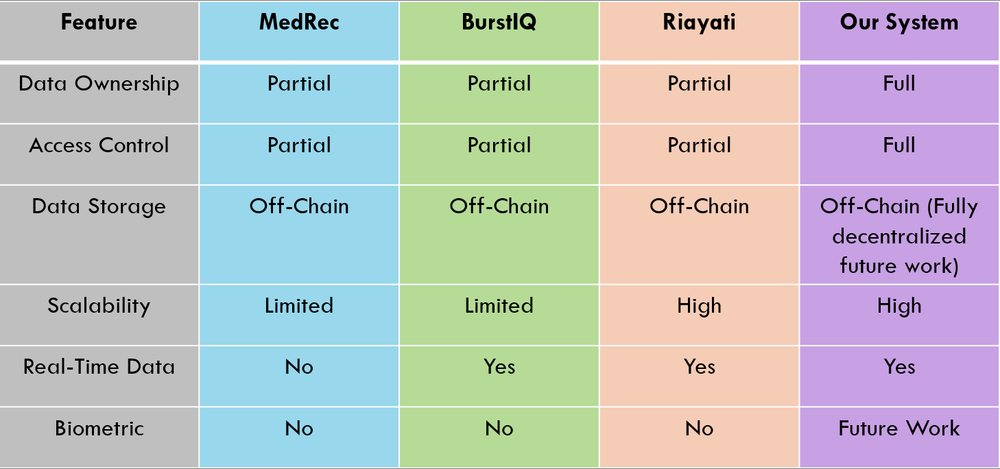 Feature MedRec BurstIQ Riayati Our System
Data Ownership Partial Partial Partial Full
Access Control Partial Partial Partial Full
Data Storage Off-Chain Off-Chain Off-Chain Off-Chain (Fully
decentralized
future work)
Scalability Limited Limited High High
Real-Time Data No Yes Yes Yes
Biometric No No No Future Work